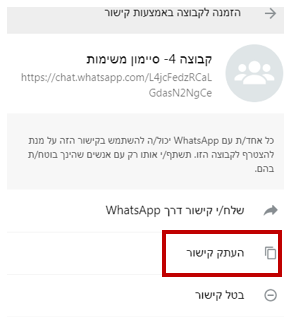 הזמנה לקבוצה באמצעות קישור
קבוצה 4- סיימון משימות
https://chat.whatsapp.com/L4jcFedzRCaL
GdasN2NgCe
כל אחד/ת עם WhatsApp יכול/ה להשתמש בקישור הזה על מנת
להצטרף לקבוצה הזו. תשתף/י אותו רק עם אנשים שהינך בוטח/ת
בהם.
שלח/י קישור דרך WhatsApp
העתק קישור
בטל קישור